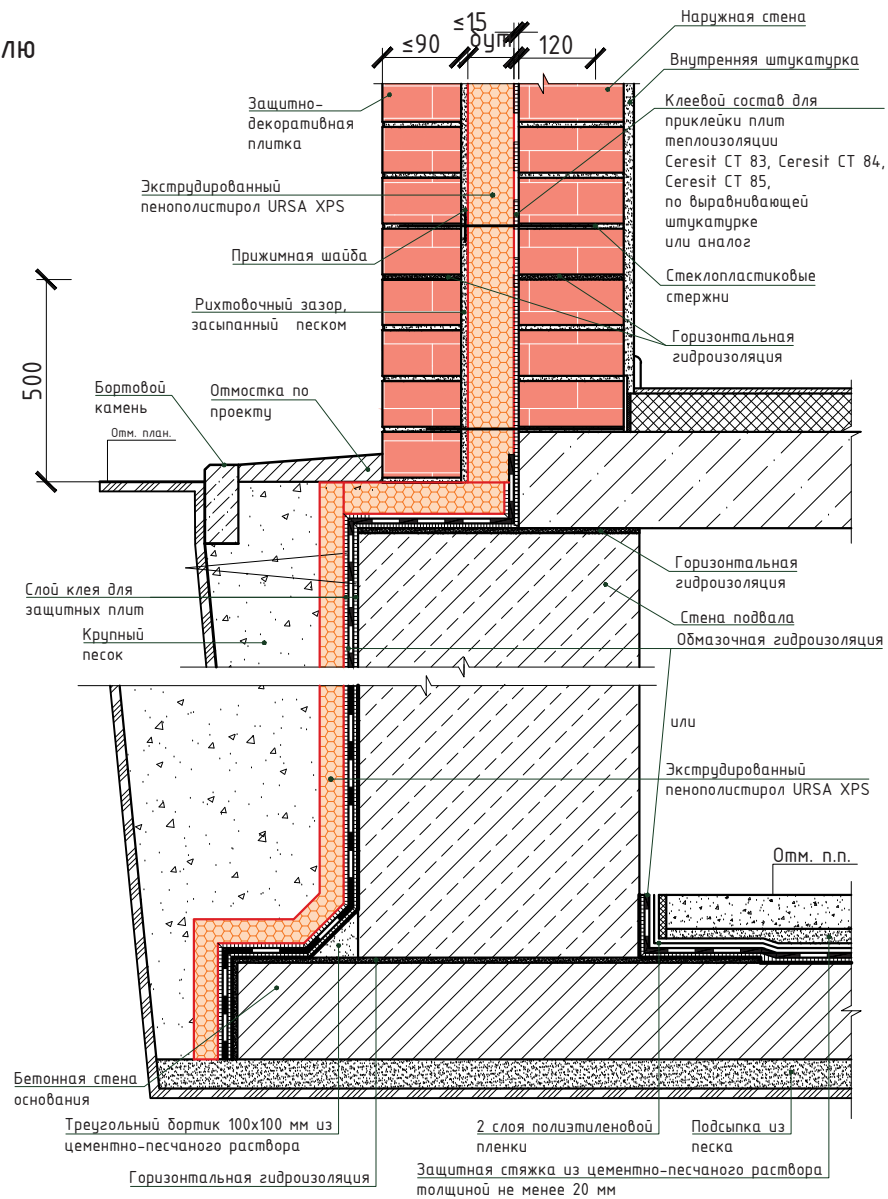 лю
≤90
≤15
δут
120
Наружная стена
Внутренняя штукатурка
Клеевой состав для
приклейки плит
теплоизоляции
Ceresit CT 83, Ceresit CT 84,
Ceresit CT 85,
по выравнивающей
штукатурке
или аналог
Защитно-
декоративная
плитка
Экструдированный
пенополистирол URSA XPS
Прижимная шайба
Стеклопластиковые
стержни
Рихтовочный зазор,
засыпанный песком
Горизонтальная
гидроизоляция
500
Бортовой
камень
Отмостка по
проекту
Отм. план.
Горизонтальная
гидроизоляция
Слой клея для
защитных плит
Стена подвала
Крупный
песок
Обмазочная гидроизоляция
или
Экструдированный
пенополистирол URSA XPS
Отм. п.п.
Бетонная стена
основания
Треугольный бортик 100х100 мм из
цементно-песчаного раствора
2 слоя полиэтиленовой
пленки
Подсыпка из
песка
Горизонтальная гидроизоляция
Защитная стяжка из цементно-песчаного раствора
толщиной не менее 20 мм